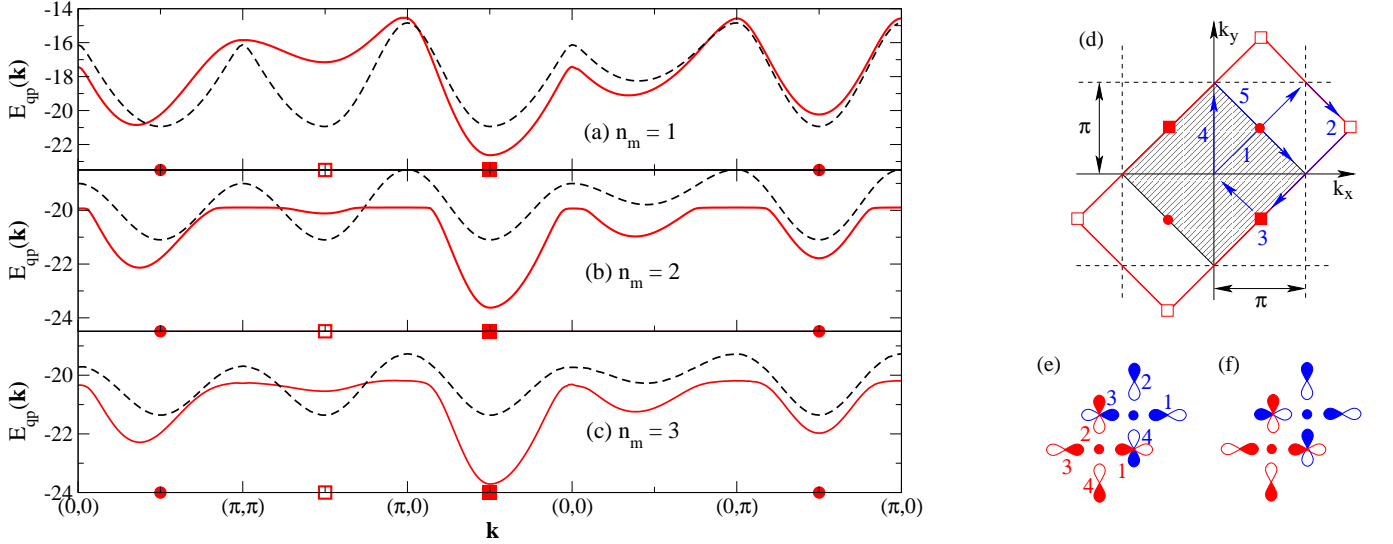 E_qp(k)
-14
-16
-18
-20
-22
(a) n_m = 1
E_qp(k)
-20
-22
-24
(b) n_m = 2
E_qp(k)
-20
-22
-24
(c) n_m = 3
(0,0) (π,π) (π,0) (0,0) (0,π) (π,0)
k
(d)
k_y
5
2
π
4
1
k_x
3
π
(e)
2
3
1
2
4
3
1
4
(f)